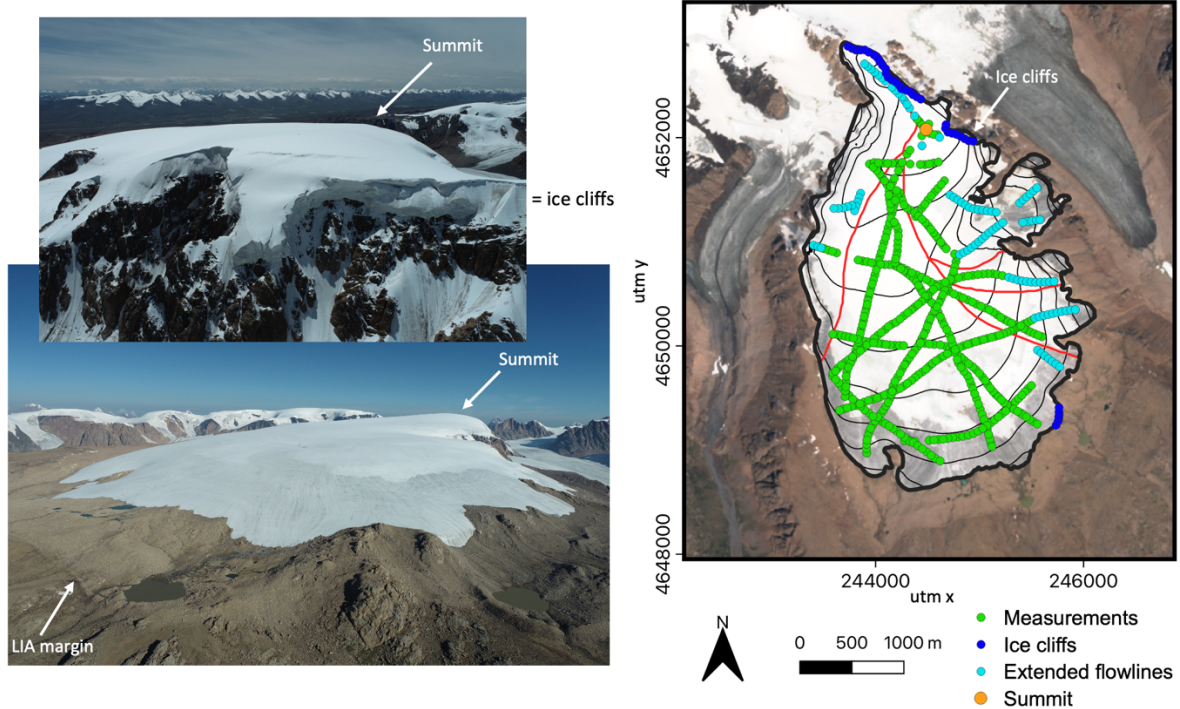 Summit
= ice cliffs
Summit
LIA margin
Ice cliffs
utm y
4652000
4650000
4648000
244000
246000
utm x
N
0 500 1000 m
Measurements
Ice cliffs
Extended flowlines
Summit